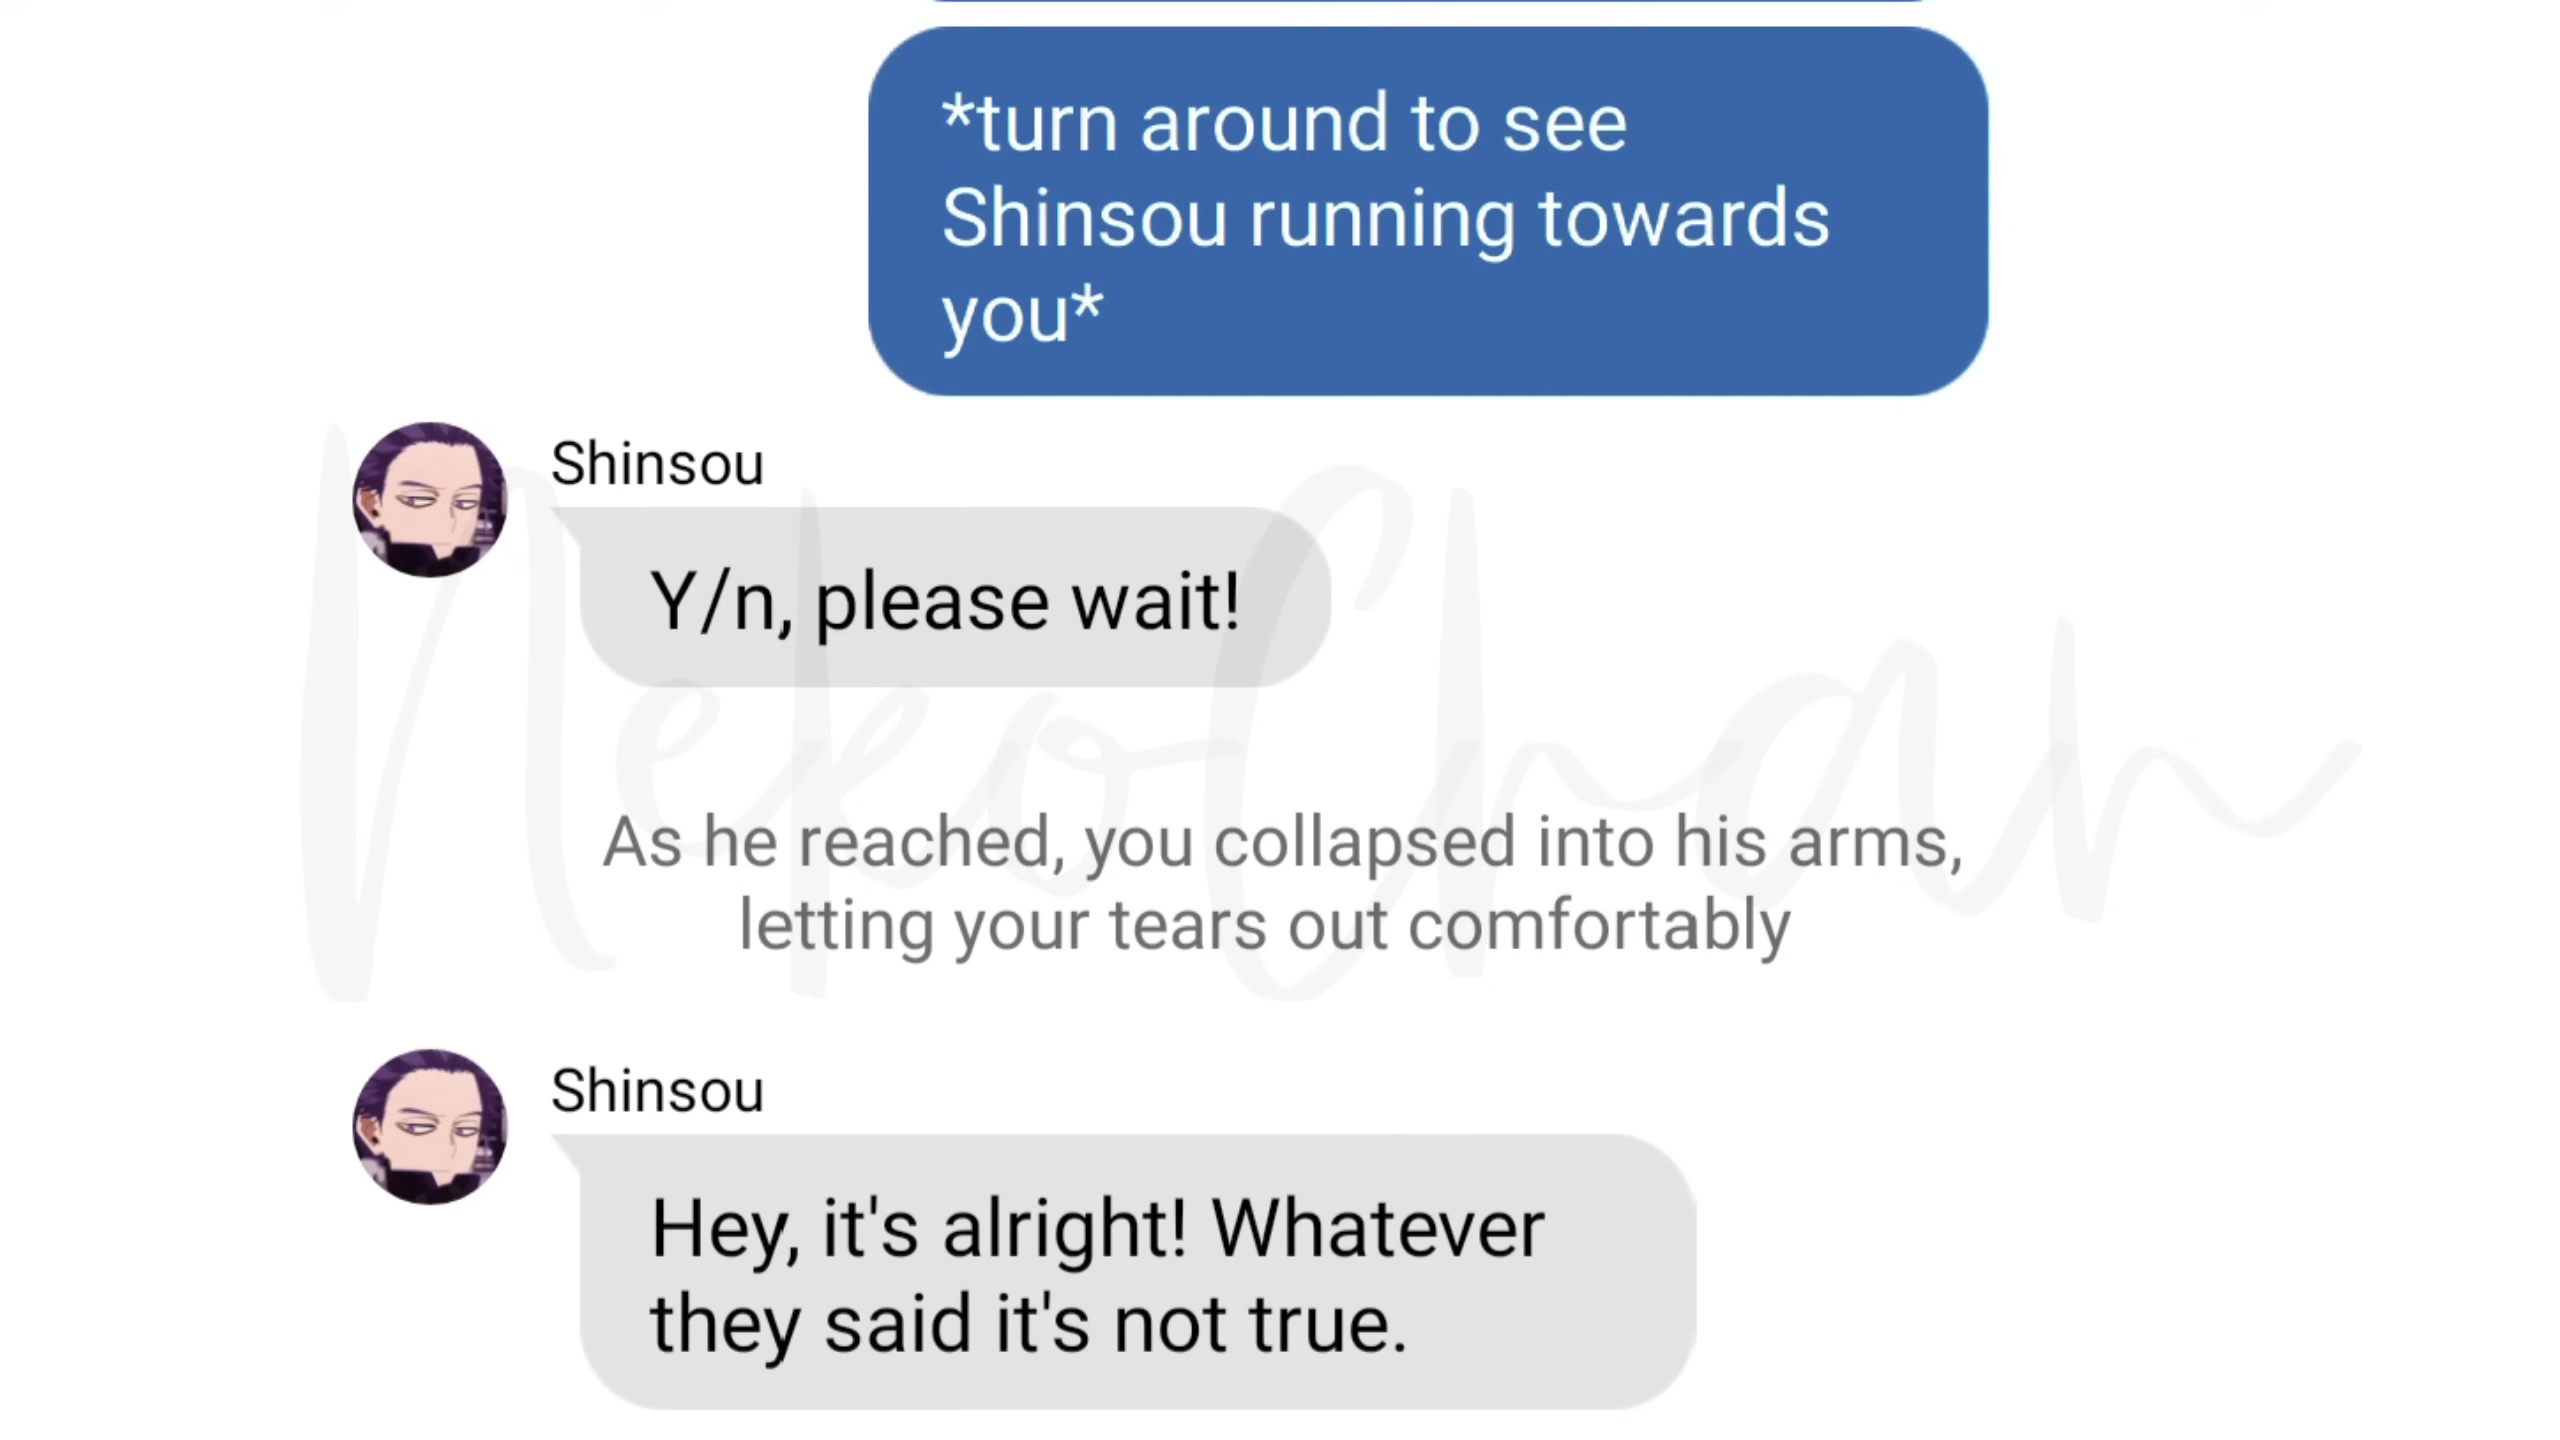 *turn around to see
Shinsou running towards
you*
Shinsou
Y/n, please wait!
NekoChan
As he reached, you collapsed into his arms,
letting your tears out comfortably
Shinsou
Hey, it's alright! Whatever
they said it's not true.